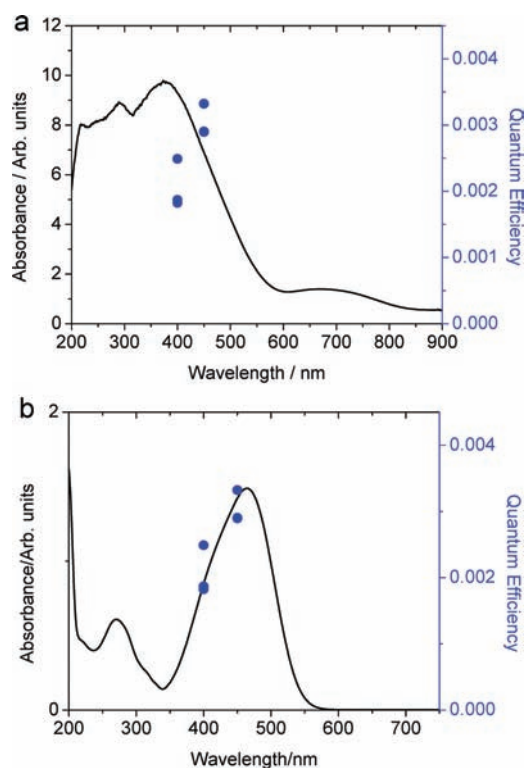 a
12
10
8
6
4
2
0
Absorbance / Arb. units
0.004
0.003
0.002
0.001
0.000
Quantum Efficiency
200 300 400 500 600 700 800 900
Wavelength / nm
b
2
1
0
Absorbance/Arb. units
0.004
0.002
0.000
Quantum Efficiency
200 300 400 500 600 700
Wavelength/nm